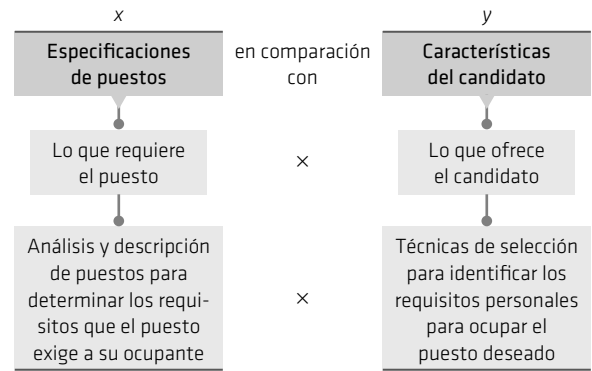 x
y
Especificaciones
de puestos
en comparación
con
Características
del candidato
Lo que requiere
el puesto
×
Lo que ofrece
el candidato
Análisis y descripción
de puestos para
determinar los requi-
sitos que el puesto
exige a su ocupante
×
Técnicas de selección
para identificar los
requisitos personales
para ocupar el
puesto deseado